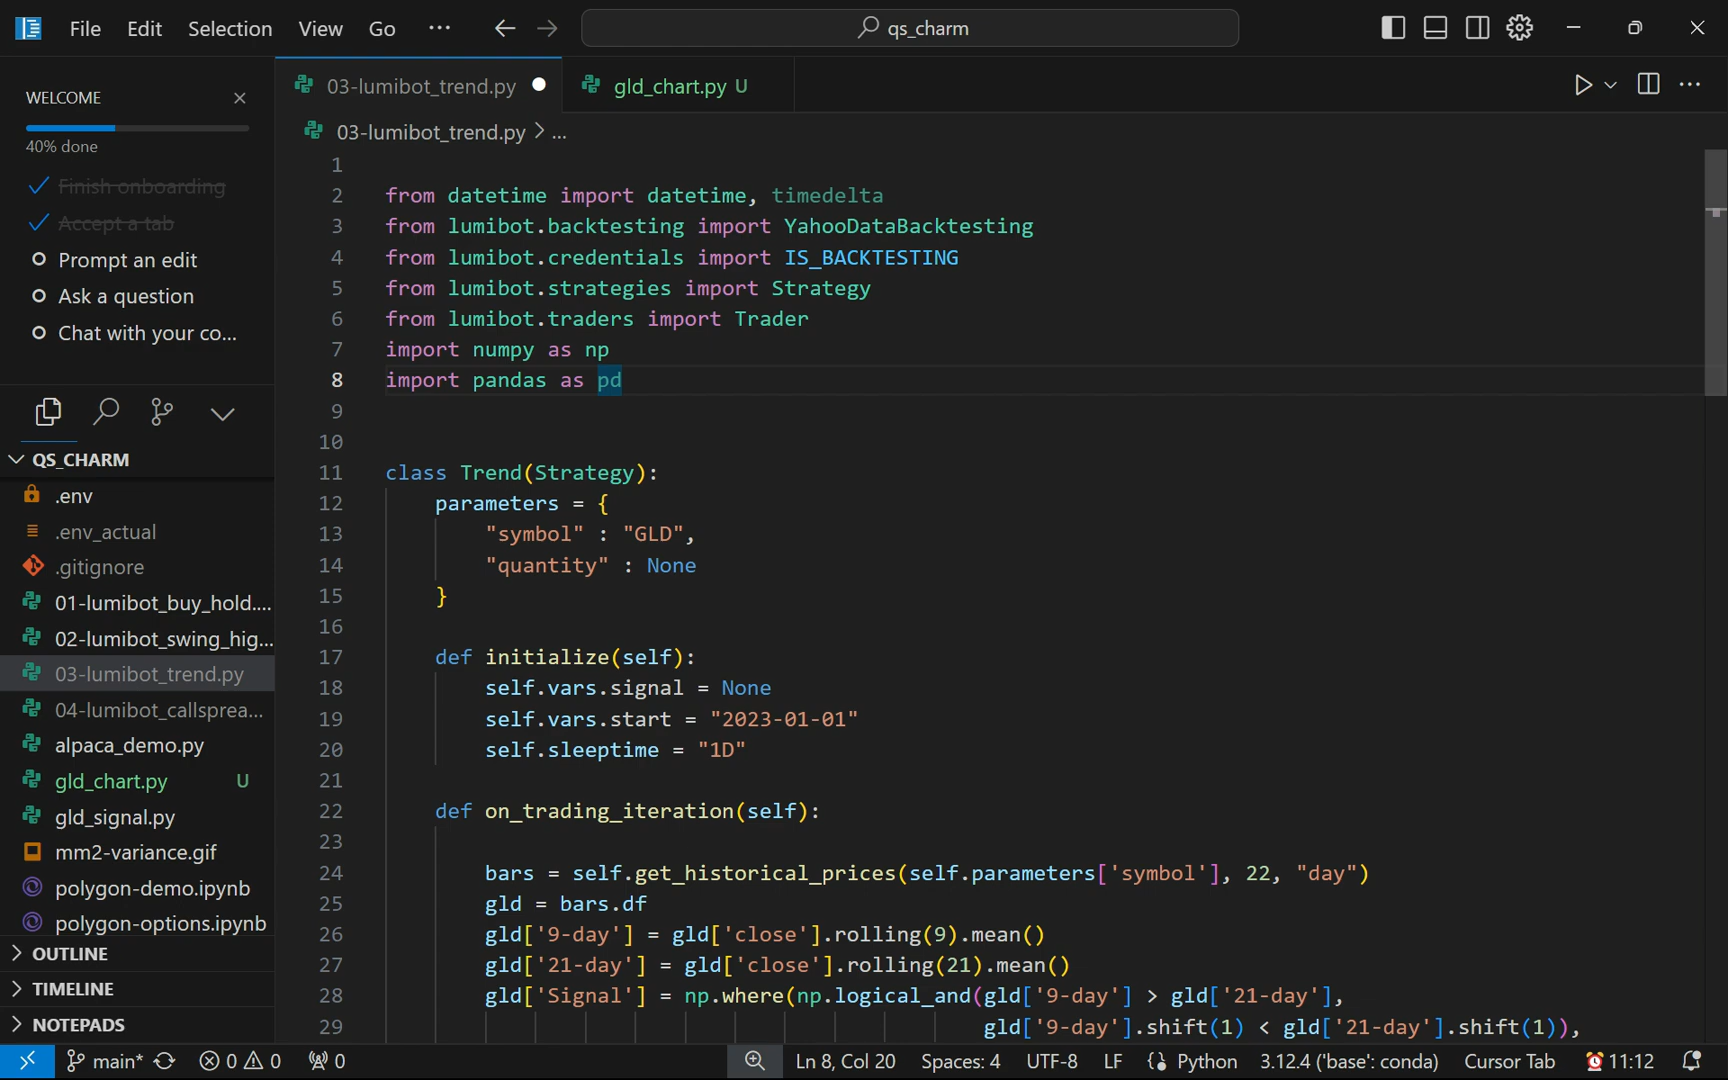 File Edit Selection View Go ··· qs_charm
WELCOME
40% done
Finish onboarding
Accept a tab
Prompt an edit
Ask a question
Chat with your co...
QS_CHARM
.env
.env_actual
.gitignore
01-lumibot_buy_hold....
02-lumibot_swing_hig...
03-lumibot_trend.py
04-lumibot_callsprea...
alpaca_demo.py
gld_chart.py U
gld_signal.py
mm2-variance.gif
polygon-demo.ipynb
polygon-options.ipynb
OUTLINE
TIMELINE
NOTEPADS
03-lumibot_trend.py gld_chart.py U
03-lumibot_trend.py > ...
1
2 from datetime import datetime, timedelta
3 from lumibot.backtesting import YahooDataBacktesting
4 from lumibot.credentials import IS_BACKTESTING
5 from lumibot.strategies import Strategy
6 from lumibot.traders import Trader
7 import numpy as np
8 import pandas as pd
9
10
11 class Trend(Strategy):
12     parameters = {
13         "symbol" : "GLD",
14         "quantity" : None
15     }
16
17     def initialize(self):
18         self.vars.signal = None
19         self.vars.start = "2023-01-01"
20         self.sleeptime = "1D"
21
22     def on_trading_iteration(self):
23
24         bars = self.get_historical_prices(self.parameters['symbol'], 22, "day")
25         gld = bars.df
26         gld['9-day'] = gld['close'].rolling(9).mean()
27         gld['21-day'] = gld['close'].rolling(21).mean()
28         gld['Signal'] = np.where(np.logical_and(gld['9-day'] > gld['21-day'],
29                                                 gld['9-day'].shift(1) < gld['21-day'].shift(1)),
main* 0 0 0 Ln 8, Col 20 Spaces: 4 UTF-8 LF {} Python 3.12.4 ('base': conda) Cursor Tab 11:12